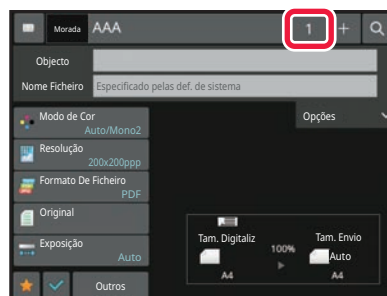 Morada AAA 1 +
Objecto
Nome Ficheiro Especificado pelas def. de sistema
Modo de Cor
Auto/Mono2
Opções
Resolução
200x200ppp
Formato De Ficheiro
PDF
Original
Exposição
Auto
Tam. Digitaliz 100% Tam. Envio
Auto
A4 A4
Outros